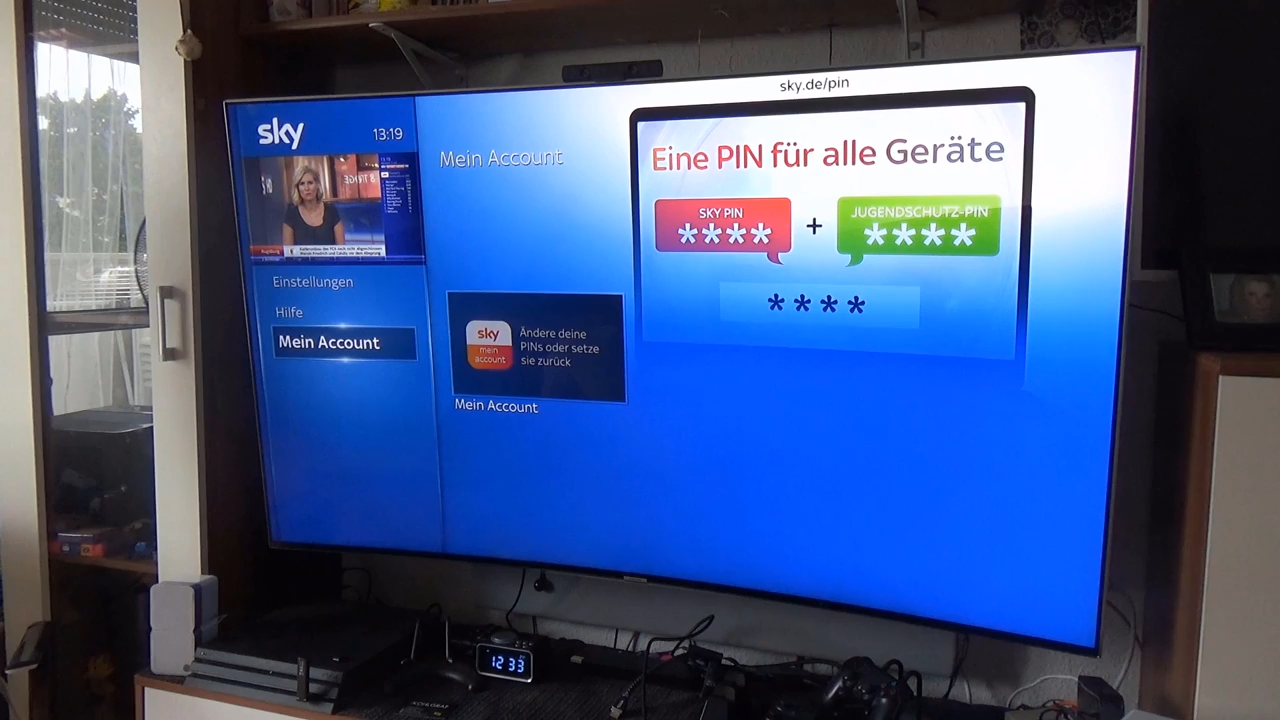 sky.de/pin
sky
13:19
Mein Account
Eine PIN für alle Geräte
SKY PIN
****
+
JUGENDSCHUTZ-PIN
****
****
Einstellungen
Hilfe
Mein Account
sky
mein
account
Ändere deine
PINs oder setze
sie zurück
Mein Account
12:33